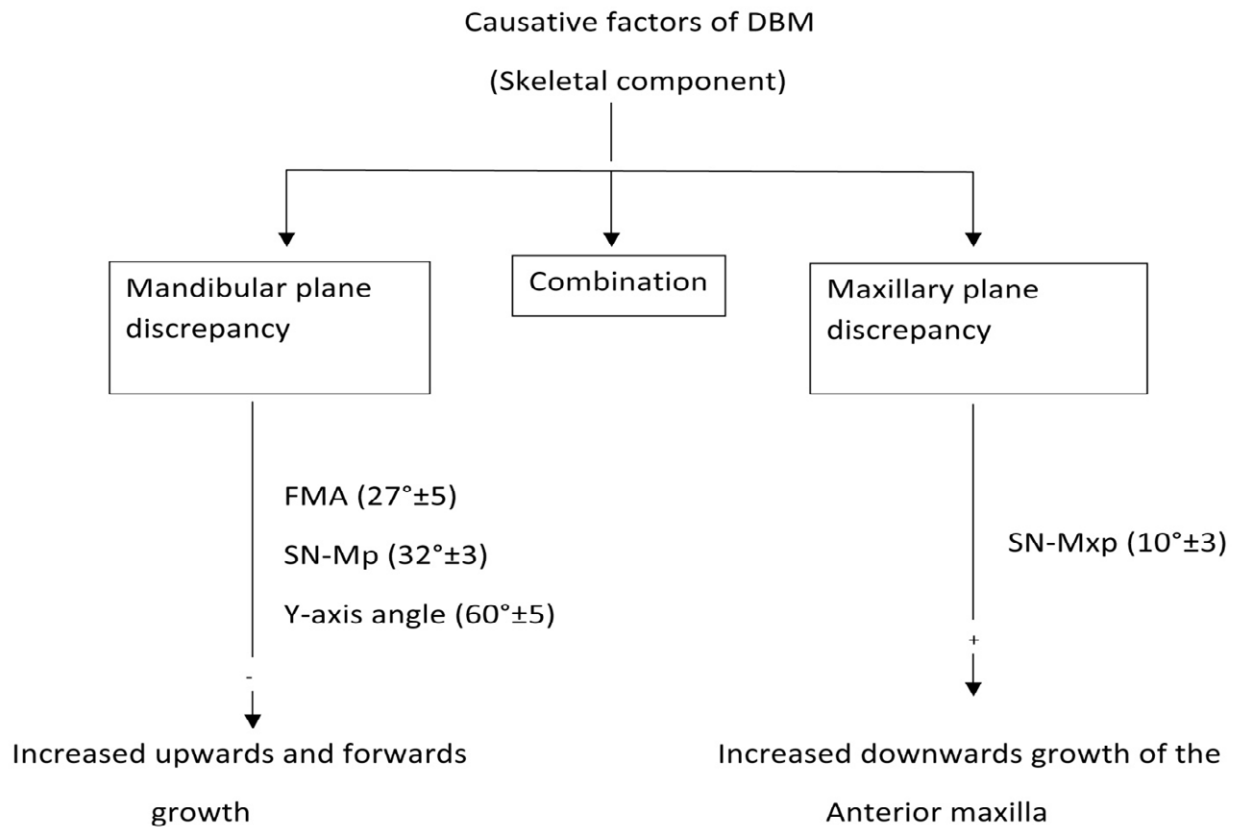 Causative factors of DBM
(Skeletal component)
Mandibular plane
discrepancy
Combination
Maxillary plane
discrepancy
FMA (27°±5)
SN-Mp (32°±3)
Y-axis angle (60°±5)
SN-Mxp (10°±3)
-
+
Increased upwards and forwards
growth
Increased downwards growth of the
Anterior maxilla